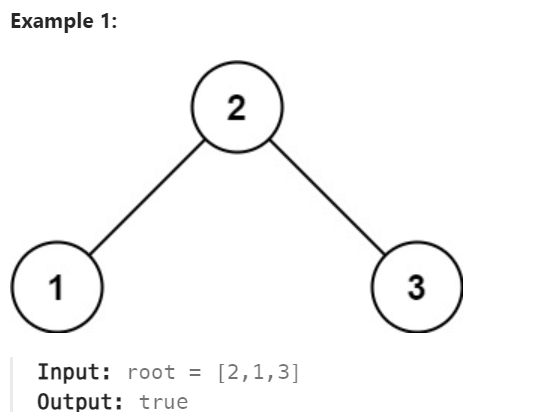 Example 1:
2
1 3
Input: root = [2,1,3]
Output: true